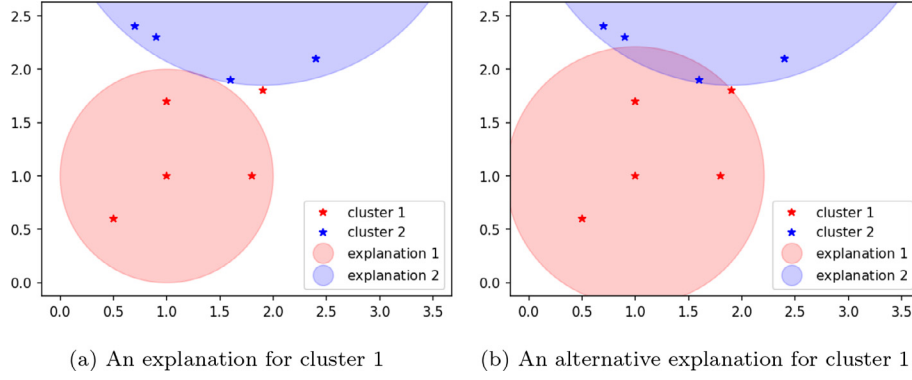 2.5
2.0
1.5
1.0
0.5
0.0
0.0 0.5 1.0 1.5 2.0 2.5 3.0 3.5
cluster 1
cluster 2
explanation 1
explanation 2
(a) An explanation for cluster 1
2.5
2.0
1.5
1.0
0.5
0.0
0.0 0.5 1.0 1.5 2.0 2.5 3.0 3.5
cluster 1
cluster 2
explanation 1
explanation 2
(b) An alternative explanation for cluster 1